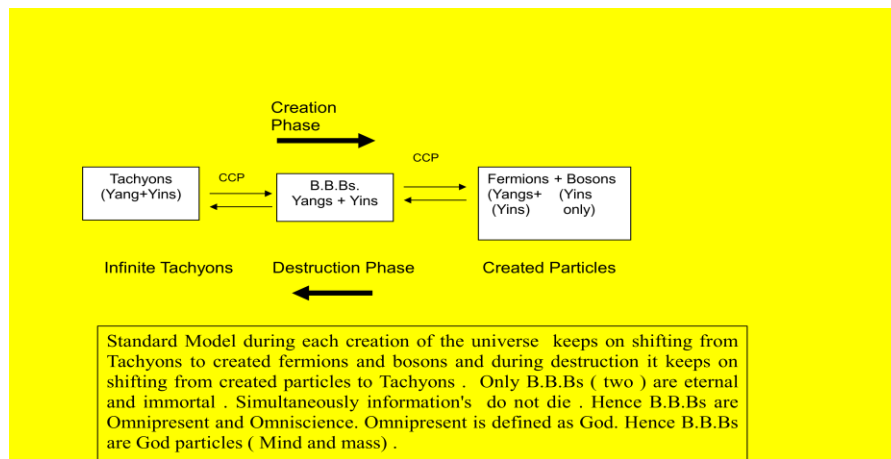 Creation
Phase
CCP
Tachyons
(Yang+Yins)
CCP
B.B.Bs.
Yangs + Yins
Fermions + Bosons
(Yangs+ (Yins
(Yins) only)
Infinite Tachyons
Destruction Phase
Created Particles
Standard Model during each creation of the universe keeps on shifting from
Tachyons to created fermions and bosons and during destruction it keeps on
shifting from created particles to Tachyons . Only B.B.Bs ( two ) are eternal
and immortal . Simultaneously information's do not die . Hence B.B.Bs are
Omnipresent and Omniscience. Omnipresent is defined as God. Hence B.B.Bs
are God particles ( Mind and mass) .